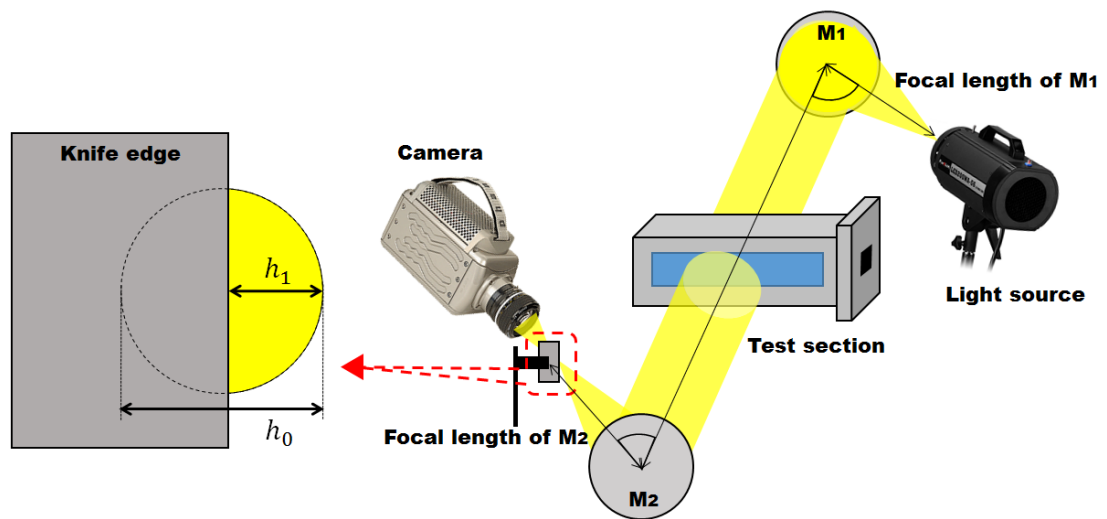 M1
Focal length of M1
Knife edge
Camera
h₁
Light source
Test section
h₀
Focal length of M2
M2